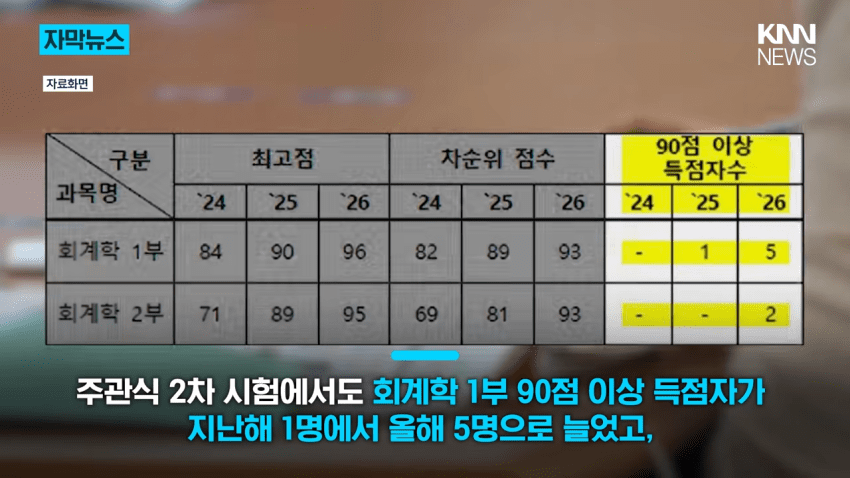 자막뉴스
KNN
NEWS
자료화면
구분 최고점 차순위 점수 90점 이상
득점자수
과목명 `24 `25 `26 `24 `25 `26 `24 `25 `26
회계학 1부 84 90 96 82 89 93 - 1 5
회계학 2부 71 89 95 69 81 93 - - 2
주관식 2차 시험에서도 회계학 1부 90점 이상 득점자가
지난해 1명에서 올해 5명으로 늘었고,